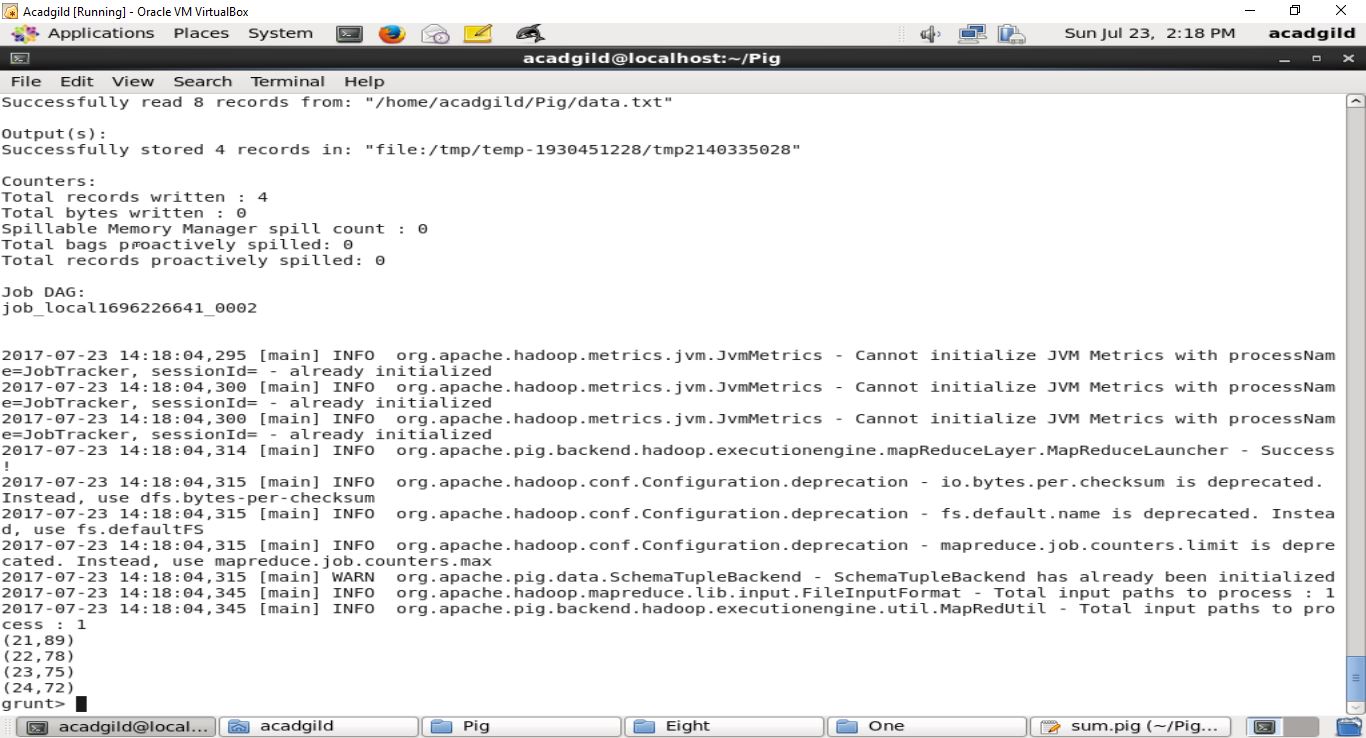 Acadgild [Running] - Oracle VM VirtualBox
Applications Places System Sun Jul 23, 2:18 PM acadgild
acadgild@localhost:~/Pig
File Edit View Search Terminal Help
Successfully read 8 records from: "/home/acadgild/Pig/data.txt"
Output(s):
Successfully stored 4 records in: "file:/tmp/temp-1930451228/tmp2140335028"
Counters:
Total records written : 4
Total bytes written : 0
Spillable Memory Manager spill count : 0
Total bags proactively spilled: 0
Total records proactively spilled: 0
Job DAG:
job_local1696226641_0002
2017-07-23 14:18:04,295 [main] INFO  org.apache.hadoop.metrics.jvm.JvmMetrics - Cannot initialize JVM Metrics with processNam
e=JobTracker, sessionId= - already initialized
2017-07-23 14:18:04,300 [main] INFO  org.apache.hadoop.metrics.jvm.JvmMetrics - Cannot initialize JVM Metrics with processNam
e=JobTracker, sessionId= - already initialized
2017-07-23 14:18:04,300 [main] INFO  org.apache.hadoop.metrics.jvm.JvmMetrics - Cannot initialize JVM Metrics with processNam
e=JobTracker, sessionId= - already initialized
2017-07-23 14:18:04,314 [main] INFO  org.apache.pig.backend.hadoop.executionengine.mapReduceLayer.MapReduceLauncher - Success
!
2017-07-23 14:18:04,315 [main] INFO  org.apache.hadoop.conf.Configuration.deprecation - io.bytes.per.checksum is deprecated.
Instead, use dfs.bytes-per-checksum
2017-07-23 14:18:04,315 [main] INFO  org.apache.hadoop.conf.Configuration.deprecation - fs.default.name is deprecated. Instea
d, use fs.defaultFS
2017-07-23 14:18:04,315 [main] INFO  org.apache.hadoop.conf.Configuration.deprecation - mapreduce.job.counters.limit is depre
cated. Instead, use mapreduce.job.counters.max
2017-07-23 14:18:04,315 [main] WARN  org.apache.pig.data.SchemaTupleBackend - SchemaTupleBackend has already been initialized
2017-07-23 14:18:04,345 [main] INFO  org.apache.hadoop.mapreduce.lib.input.FileInputFormat - Total input paths to process : 1
2017-07-23 14:18:04,345 [main] INFO  org.apache.pig.backend.hadoop.executionengine.util.MapRedUtil - Total input paths to pro
cess : 1
(21,89)
(22,78)
(23,75)
(24,72)
grunt>
acadgild@local... acadgild Pig Eight One sum.pig (~/Pig...